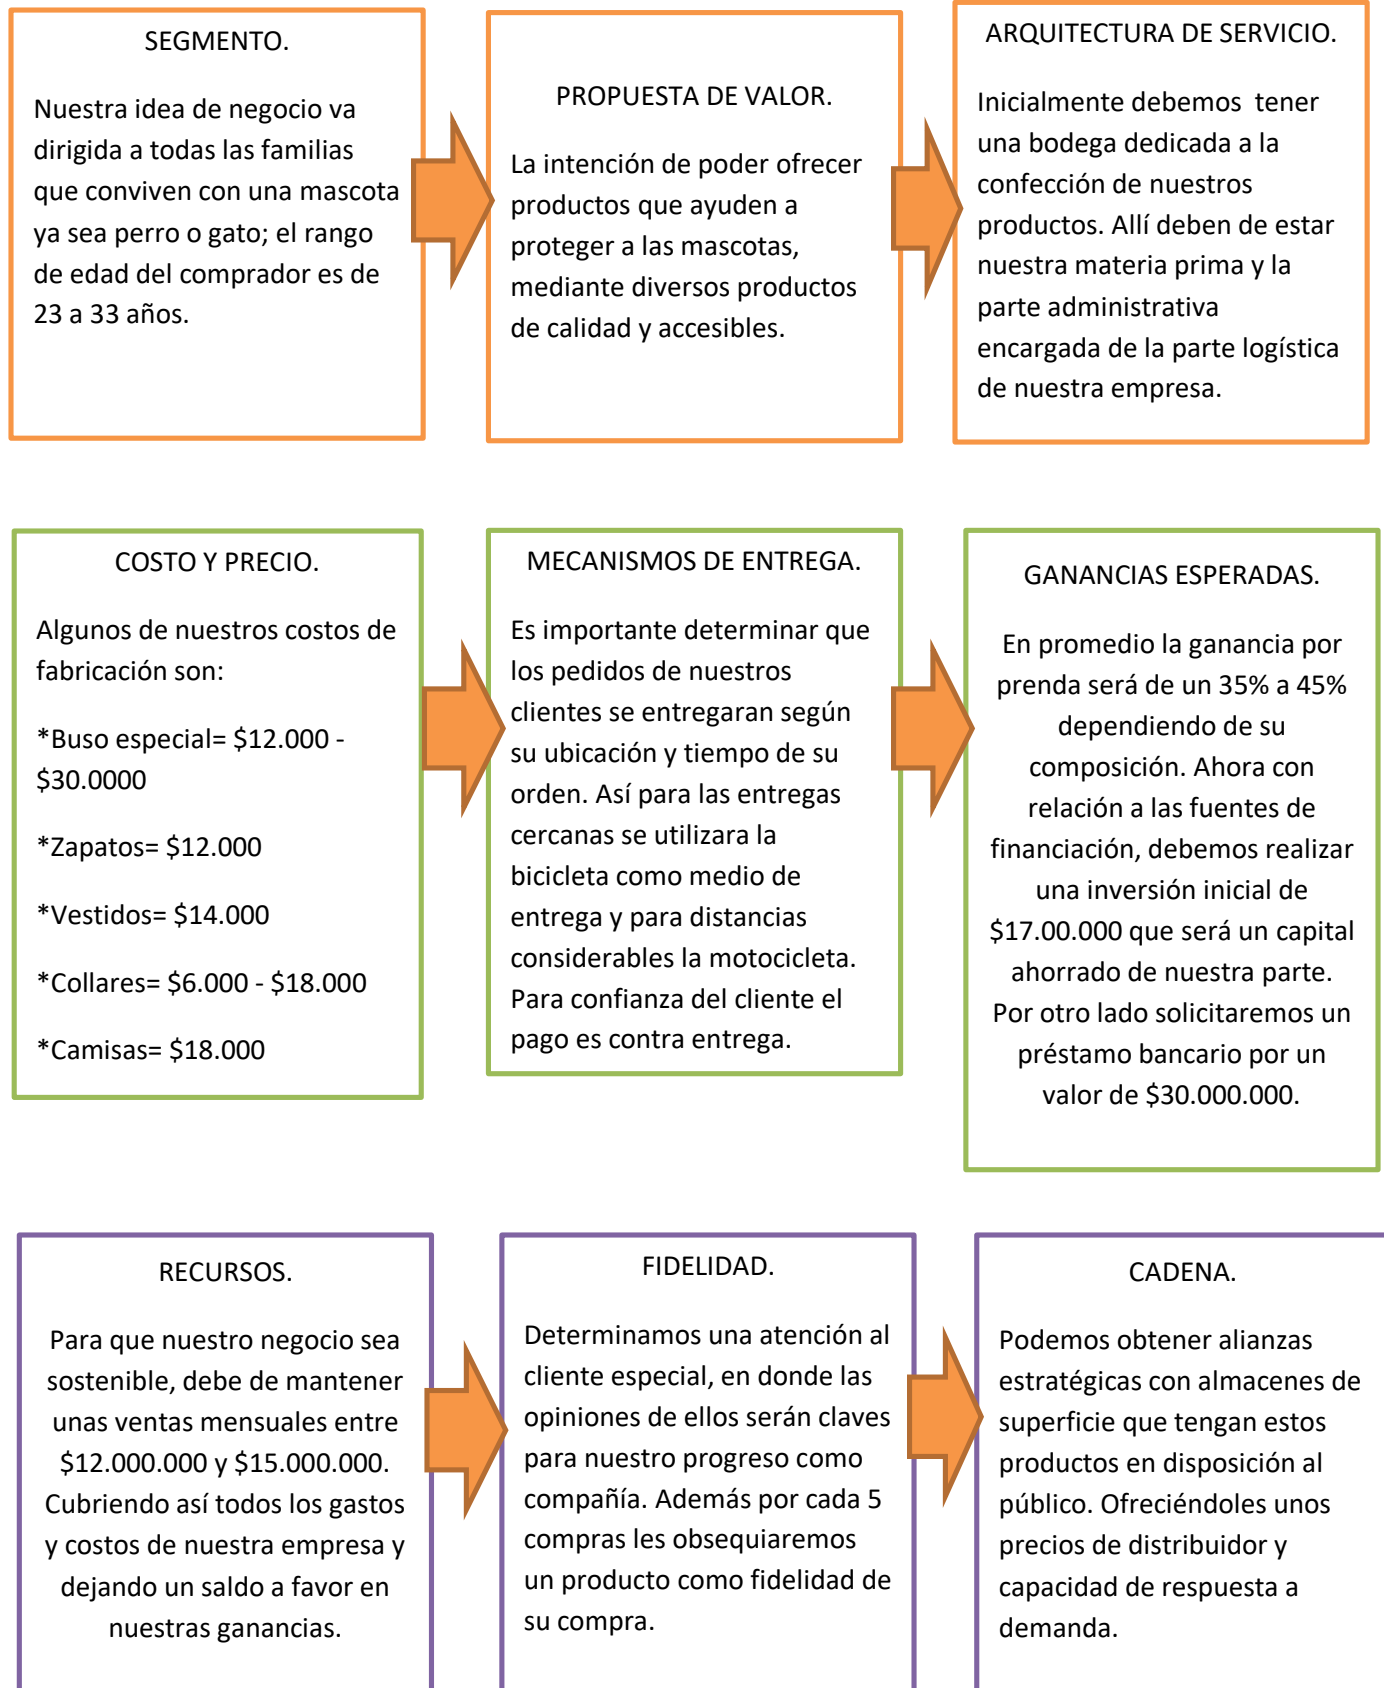 SEGMENTO.
Nuestra idea de negocio va
dirigida a todas las familias
que conviven con una mascota
ya sea perro o gato; el rango
de edad del comprador es de
23 a 33 años.
PROPUESTA DE VALOR.
La intención de poder ofrecer
productos que ayuden a
proteger a las mascotas,
mediante diversos productos
de calidad y accesibles.
ARQUITECTURA DE SERVICIO.
Inicialmente debemos tener
una bodega dedicada a la
confección de nuestros
productos. Allí deben de estar
nuestra materia prima y la
parte administrativa
encargada de la parte logística
de nuestra empresa.
COSTO Y PRECIO.
Algunos de nuestros costos de
fabricación son:
*Buso especial= $12.000 -
$30.0000
*Zapatos= $12.000
*Vestidos= $14.000
*Collares= $6.000 - $18.000
*Camisas= $18.000
MECANISMOS DE ENTREGA.
Es importante determinar que
los pedidos de nuestros
clientes se entregaran según
su ubicación y tiempo de su
orden. Así para las entregas
cercanas se utilizara la
bicicleta como medio de
entrega y para distancias
considerables la motocicleta.
Para confianza del cliente el
pago es contra entrega.
GANANCIAS ESPERADAS.
En promedio la ganancia por
prenda será de un 35% a 45%
dependiendo de su
composición. Ahora con
relación a las fuentes de
financiación, debemos realizar
una inversión inicial de
$17.00.000 que será un capital
ahorrado de nuestra parte.
Por otro lado solicitaremos un
préstamo bancario por un
valor de $30.000.000.
RECURSOS.
Para que nuestro negocio sea
sostenible, debe de mantener
unas ventas mensuales entre
$12.000.000 y $15.000.000.
Cubriendo así todos los gastos
y costos de nuestra empresa y
dejando un saldo a favor en
nuestras ganancias.
FIDELIDAD.
Determinamos una atención al
cliente especial, en donde las
opiniones de ellos serán claves
para nuestro progreso como
compañía. Además por cada 5
compras les obsequiaremos
un producto como fidelidad de
su compra.
CADENA.
Podemos obtener alianzas
estratégicas con almacenes de
superficie que tengan estos
productos en disposición al
público. Ofreciéndoles unos
precios de distribuidor y
capacidad de respuesta a
demanda.